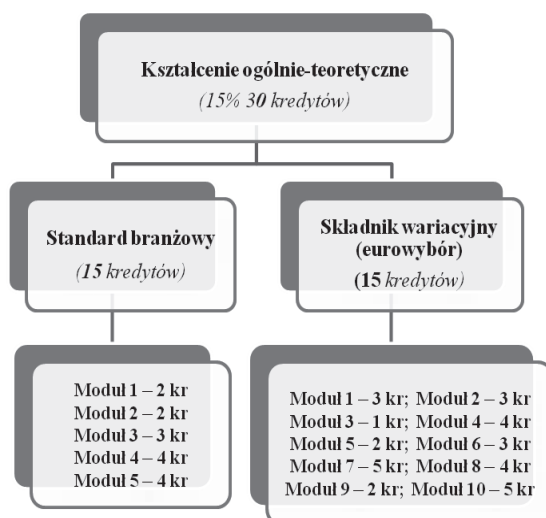 Kształcenie ogólnie-teoretyczne
(15% 30 kredytów)
Standard branżowy
(15 kredytów)
Składnik wariacyjny
(eurowybór)
(15 kredytów)
Moduł 1 – 2 kr
Moduł 2 – 2 kr
Moduł 3 – 3 kr
Moduł 4 – 4 kr
Moduł 5 – 4 kr
Moduł 1 – 3 kr; Moduł 2 – 3 kr
Moduł 3 – 1 kr; Moduł 4 – 4 kr
Moduł 5 – 2 kr; Moduł 6 – 3 kr
Moduł 7 – 5 kr; Moduł 8 – 4 kr
Moduł 9 – 2 kr; Moduł 10 – 5 kr